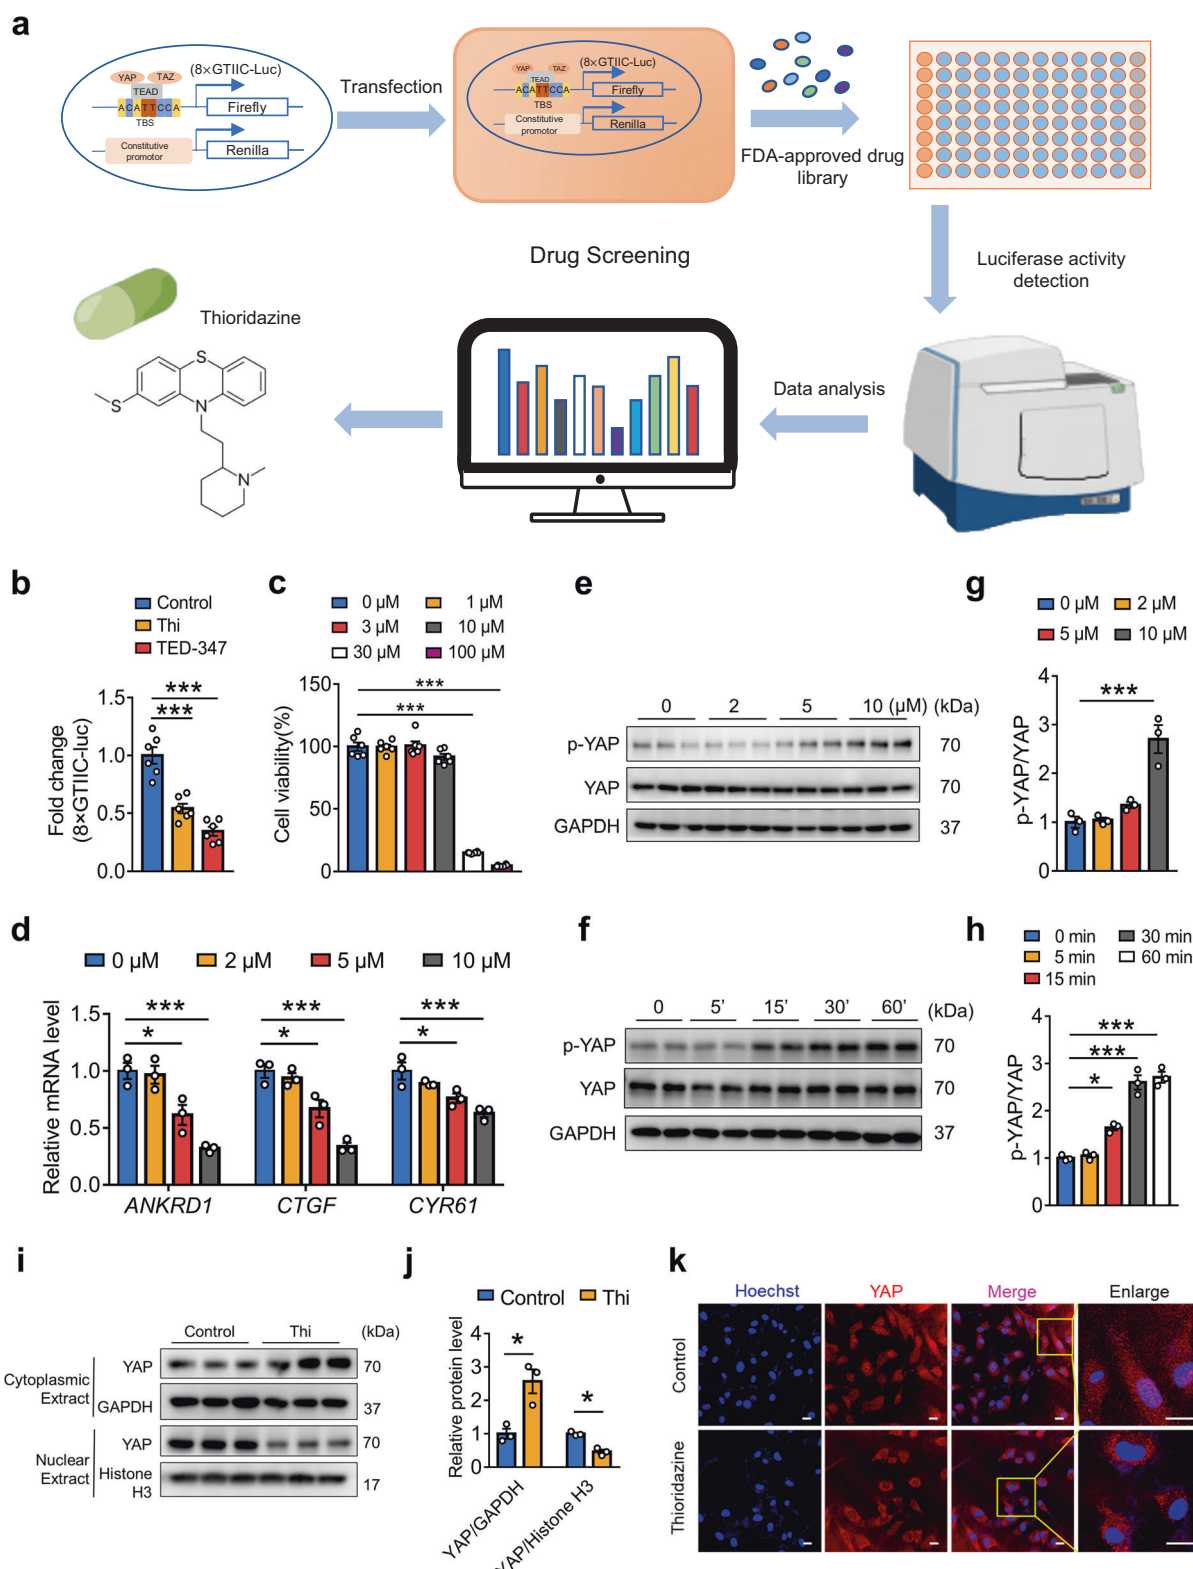 a
YAP TAZ
TEAD
ACATTCCA
TBS
(8×GTIIC-Luc)
Firefly
Constitutive
promotor
Renilla
Transfection
YAP TAZ
TEAD
ACATTCCA
TBS
(8×GTIIC-Luc)
Firefly
Constitutive
promotor
Renilla
FDA-approved drug
library
Drug Screening
Luciferase activity
detection
Data analysis
Thioridazine
S
S
N
N
b
Control
Thi
TED-347
Fold change
(8×GTIIC-luc)
1.5
1.0
0.5
0.0
***
***
c
0 μM 1 μM
3 μM 10 μM
30 μM 100 μM
Cell viability(%)
150
100
50
0
***
***
d
0 μM 2 μM 5 μM 10 μM
Relative mRNA level
1.5
1.0
0.5
0.0
*** *** ***
* * *
ANKRD1 CTGF CYR61
e
0 2 5 10 (μM) (kDa)
p-YAP 70
YAP 70
GAPDH 37
f
0 5’ 15’ 30’ 60’ (kDa)
p-YAP 70
YAP 70
GAPDH 37
g
0 μM 2 μM
5 μM 10 μM
p-YAP/YAP
4
3
2
1
0
***
h
0 min 30 min
5 min 60 min
15 min
p-YAP/YAP
4
3
2
1
0
***
***
*
i
Control Thi (kDa)
Cytoplasmic
Extract
YAP 70
GAPDH 37
Nuclear
Extract
YAP 70
Histone
H3
17
j
Control Thi
Relative protein level
4
3
2
1
0
*
*
YAP/GAPDH
YAP/Histone H3
k
Hoechst YAP Merge Enlarge
Control
Thioridazine